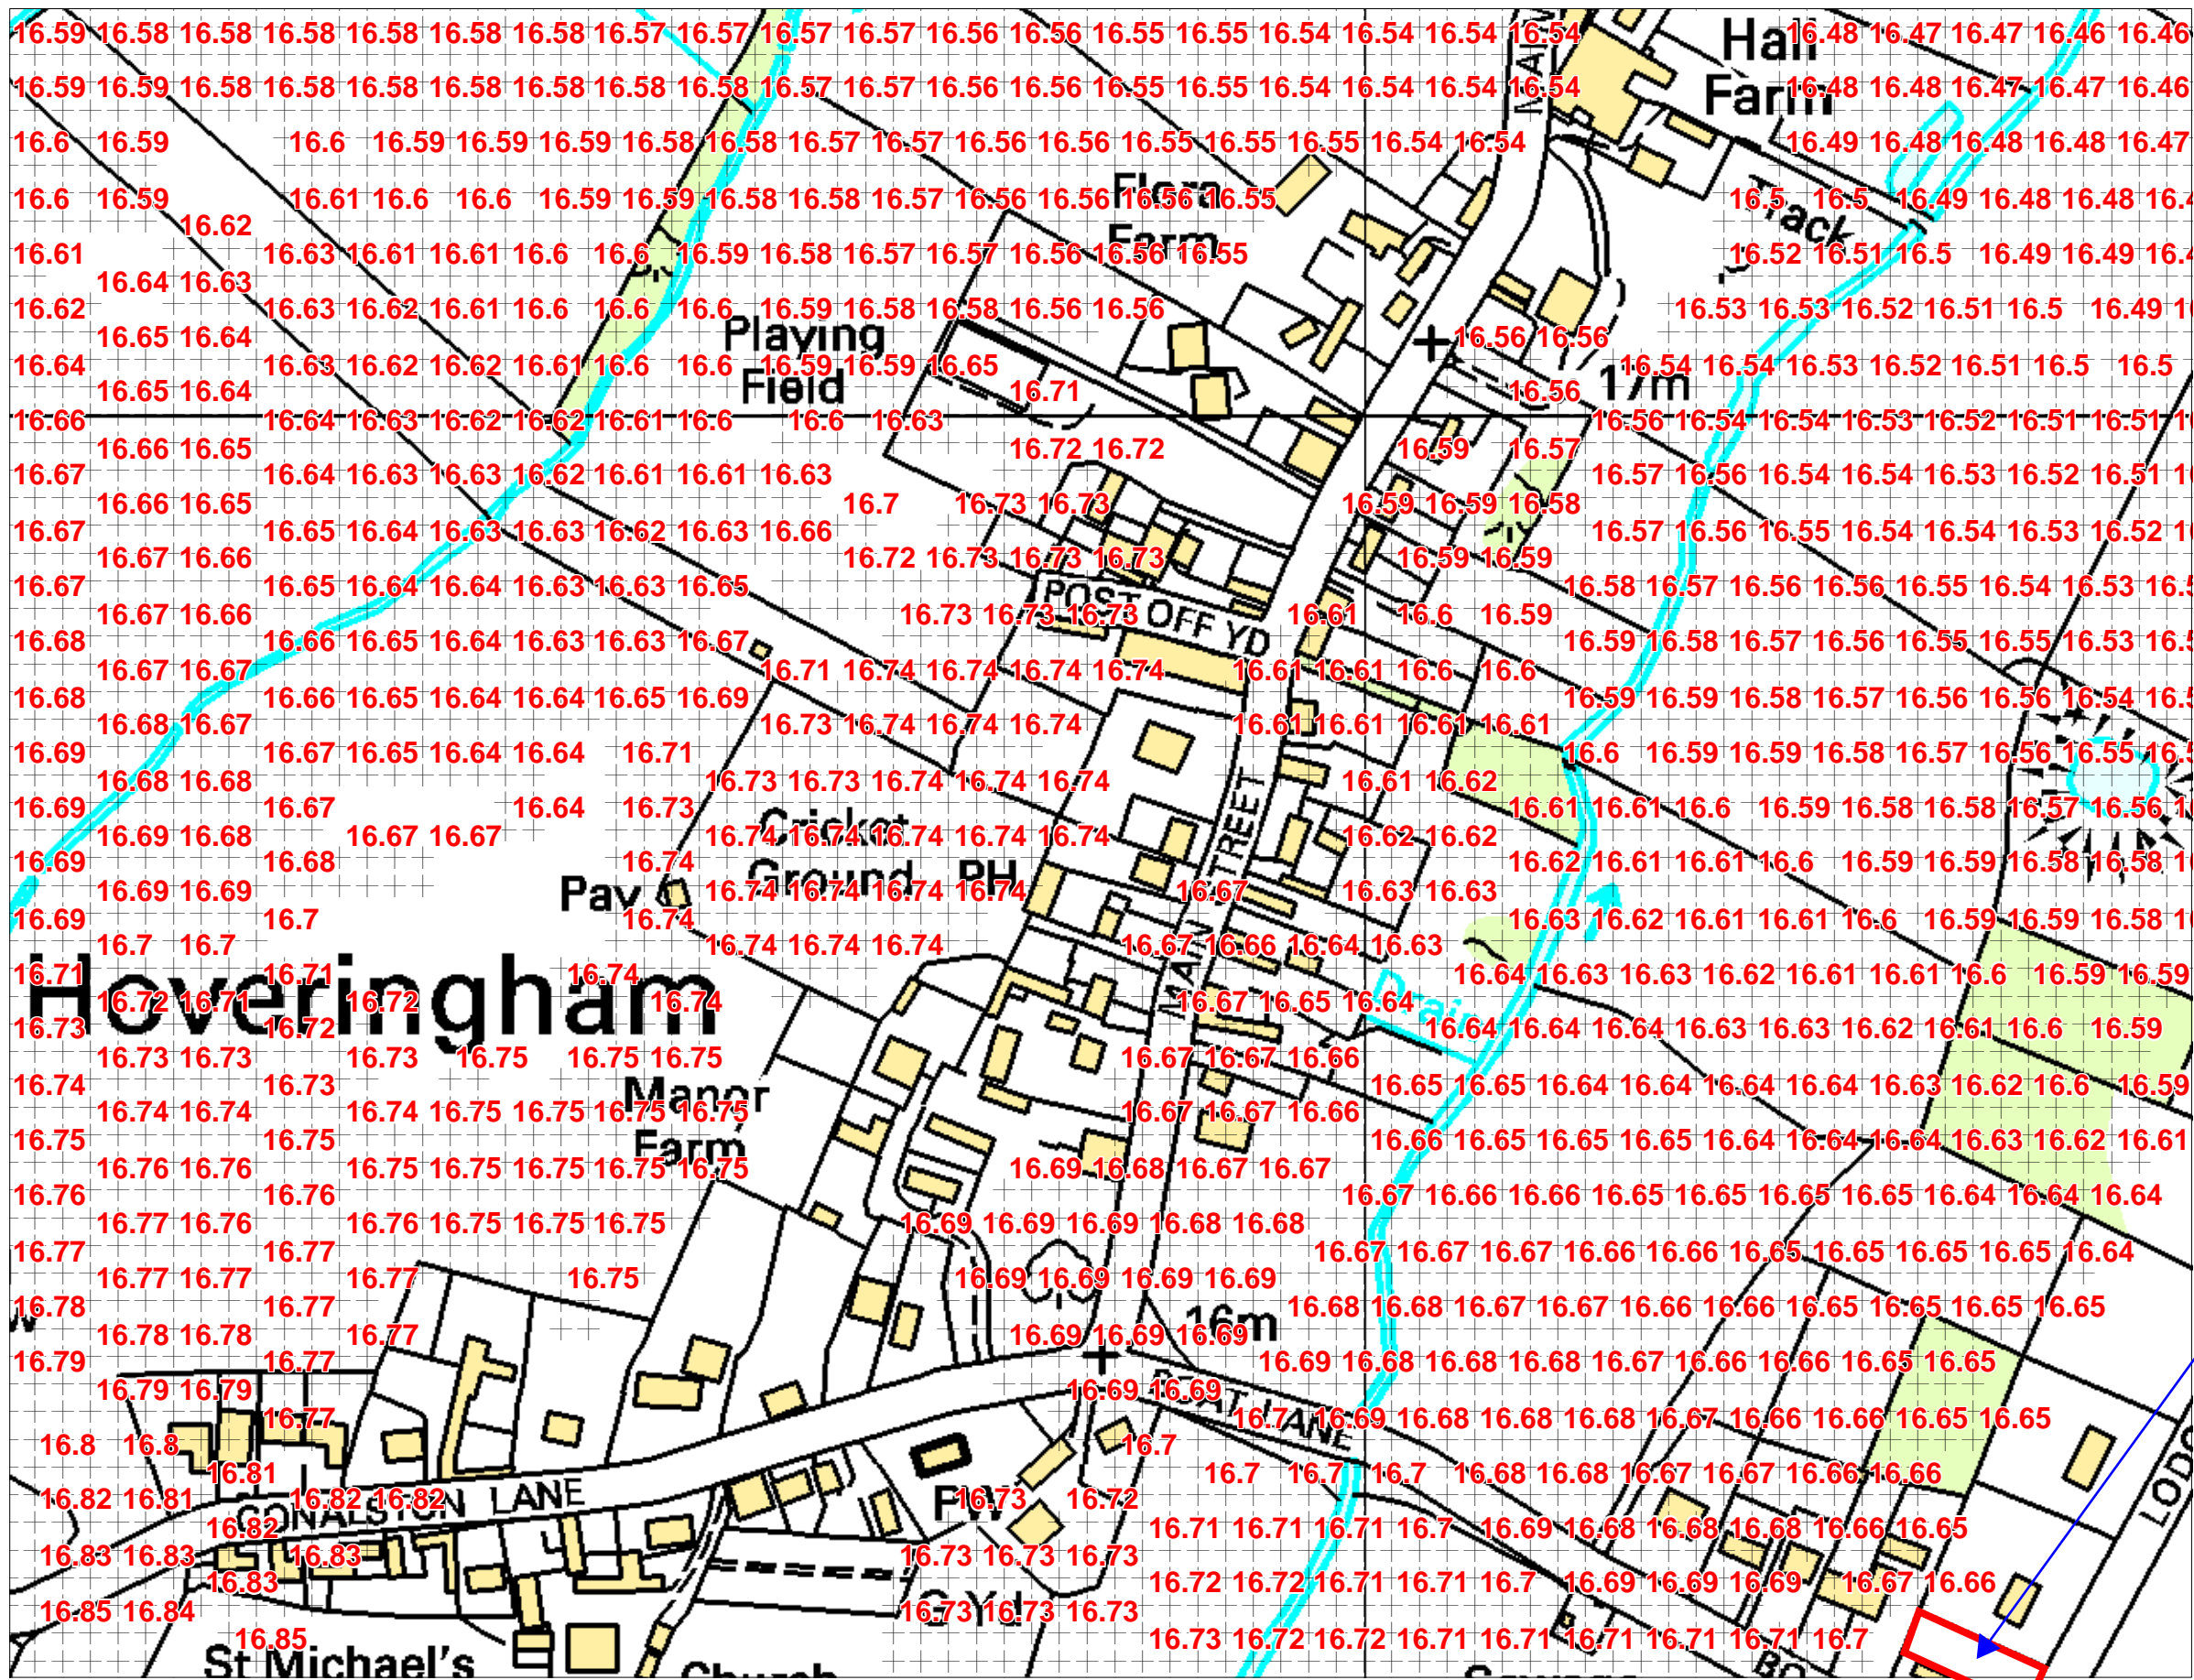 16.59 16.58 16.58 16.58 16.58 16.58 16.58 16.57 16.57 16.57 16.57 16.56 16.56 16.55 16.55 16.54 16.54 16.54 16.54 MAIN Hall 16.48 16.47 16.47 16.46 16.46
16.59 16.59 16.58 16.58 16.58 16.58 16.58 16.58 16.58 16.57 16.57 16.56 16.56 16.55 16.55 16.54 16.54 16.54 16.54 Farm 16.48 16.48 16.47 16.47 16.46
16.6 16.59 16.6 16.59 16.59 16.59 16.58 16.58 16.57 16.57 16.56 16.56 16.55 16.55 16.55 16.54 16.54 16.49 16.48 16.48 16.48 16.47
16.6 16.59 16.61 16.6 16.6 16.59 16.59 16.58 16.58 16.57 16.56 16.56 16.56 16.55 16.5 16.5 16.49 16.48 16.48
Flora
Farm
Track
16.62
16.61 16.63 16.61 16.61 16.6 16.6 16.59 16.58 16.57 16.57 16.56 16.56 16.55 16.52 16.51 16.5 16.49 16.49
16.64 16.63
16.62 16.63 16.62 16.61 16.6 16.6 16.6 16.59 16.58 16.58 16.56 16.56 16.53 16.53 16.52 16.51 16.5 16.49
16.65 16.64 16.56 16.56
Playing
Field
16.64 16.63 16.62 16.62 16.61 16.6 16.6 16.59 16.59 16.65 16.54 16.54 16.53 16.52 16.51 16.5 16.5
16.65 16.64 16.71 16.56 17m
16.66 16.64 16.63 16.62 16.62 16.61 16.6 16.6 16.63 16.56 16.54 16.54 16.53 16.52 16.51 16.51
16.66 16.65 16.72 16.72 16.59 16.57
16.67 16.64 16.63 16.63 16.62 16.61 16.61 16.63 16.57 16.56 16.54 16.54 16.53 16.52 16.51
16.66 16.65 16.7 16.73 16.73 16.59 16.59 16.58
16.67 16.65 16.64 16.63 16.63 16.62 16.63 16.66 16.57 16.56 16.55 16.54 16.54 16.53 16.52
16.67 16.66 16.72 16.73 16.73 16.73 16.59 16.59
16.67 16.65 16.64 16.64 16.63 16.63 16.65 16.58 16.57 16.56 16.56 16.55 16.54 16.53
POST OFF YD
16.67 16.66 16.73 16.73 16.73 16.61 16.6 16.59
16.68 16.66 16.65 16.64 16.63 16.63 16.67 16.59 16.58 16.57 16.56 16.55 16.55 16.53
16.67 16.67 16.71 16.74 16.74 16.74 16.74 16.61 16.61 16.6 16.6
16.68 16.66 16.65 16.64 16.64 16.65 16.69 16.59 16.59 16.58 16.57 16.56 16.56 16.54
16.68 16.67 16.73 16.74 16.74 16.74 16.61 16.61 16.61 16.61
16.69 16.67 16.65 16.64 16.64 16.71 16.6 16.59 16.59 16.58 16.57 16.56 16.55
16.68 16.68 16.73 16.73 16.74 16.74 16.74 16.61 16.62
16.69 16.67 16.64 16.73 16.61 16.61 16.6 16.59 16.58 16.58 16.57 16.56
Cricket
Ground PH
MAIN STREET
16.69 16.68 16.67 16.67 16.74 16.74 16.74 16.74 16.74 16.62 16.62
16.69 16.68 16.74 16.62 16.61 16.61 16.6 16.59 16.59 16.58 16.58
Pav
16.69 16.69 16.74 16.74 16.74 16.74 16.67 16.63 16.63
16.69 16.7 16.74 16.63 16.62 16.61 16.61 16.6 16.59 16.59 16.58
16.7 16.7 16.74 16.74 16.74 16.67 16.66 16.64 16.63
16.71 16.71 16.74 16.64 16.63 16.63 16.62 16.61 16.61 16.6 16.59 16.59
Hoveringham
Drain
16.72 16.71 16.72 16.74 16.67 16.65 16.64
16.73 16.72 16.64 16.64 16.64 16.63 16.63 16.62 16.61 16.6 16.59
16.73 16.73 16.73 16.75 16.75 16.75 16.67 16.67 16.66
16.74 16.73 16.65 16.65 16.64 16.64 16.64 16.64 16.63 16.62 16.6 16.59
Manor
Farm
16.74 16.74 16.74 16.75 16.75 16.75 16.75 16.67 16.67 16.66
16.75 16.75 16.66 16.65 16.65 16.65 16.64 16.64 16.64 16.63 16.62 16.61
16.76 16.76 16.75 16.75 16.75 16.75 16.75 16.69 16.68 16.67 16.67
16.76 16.76 16.67 16.66 16.66 16.65 16.65 16.65 16.65 16.64 16.64 16.64
16.77 16.76 16.76 16.75 16.75 16.75 16.69 16.69 16.69 16.68 16.68
16.77 16.77 16.67 16.67 16.67 16.66 16.66 16.65 16.65 16.65 16.65 16.64
16.77 16.77 16.77 16.75 16.69 16.69 16.69 16.69
16.78 16.77 16.68 16.68 16.67 16.67 16.66 16.66 16.65 16.65 16.65 16.65
16.78 16.78 16.77 16.69 16.69 16.69 16m
16.79 16.77 16.69 16.68 16.68 16.68 16.67 16.66 16.66 16.65 16.65
16.79 16.79 16.69 16.69
BOAT LANE
16.77 16.7 16.69 16.68 16.68 16.68 16.67 16.66 16.66 16.65 16.65
16.8 16.8 16.7
16.81 16.7 16.7 16.7 16.68 16.68 16.67 16.67 16.66 16.66
GONALSTON LANE
PW
16.82 16.81 16.82 16.82 16.73 16.72
16.82 16.71 16.71 16.71 16.7 16.69 16.68 16.68 16.68 16.66 16.65
16.83 16.83 16.83 16.73 16.73 16.73
16.83 16.72 16.72 16.71 16.71 16.7 16.69 16.69 16.69 16.67 16.66
16.85 16.84 16.73 16.73 16.73
G Yd
16.85 16.73 16.72 16.72 16.71 16.71 16.71 16.71 16.71 16.7
St Michael's
Church